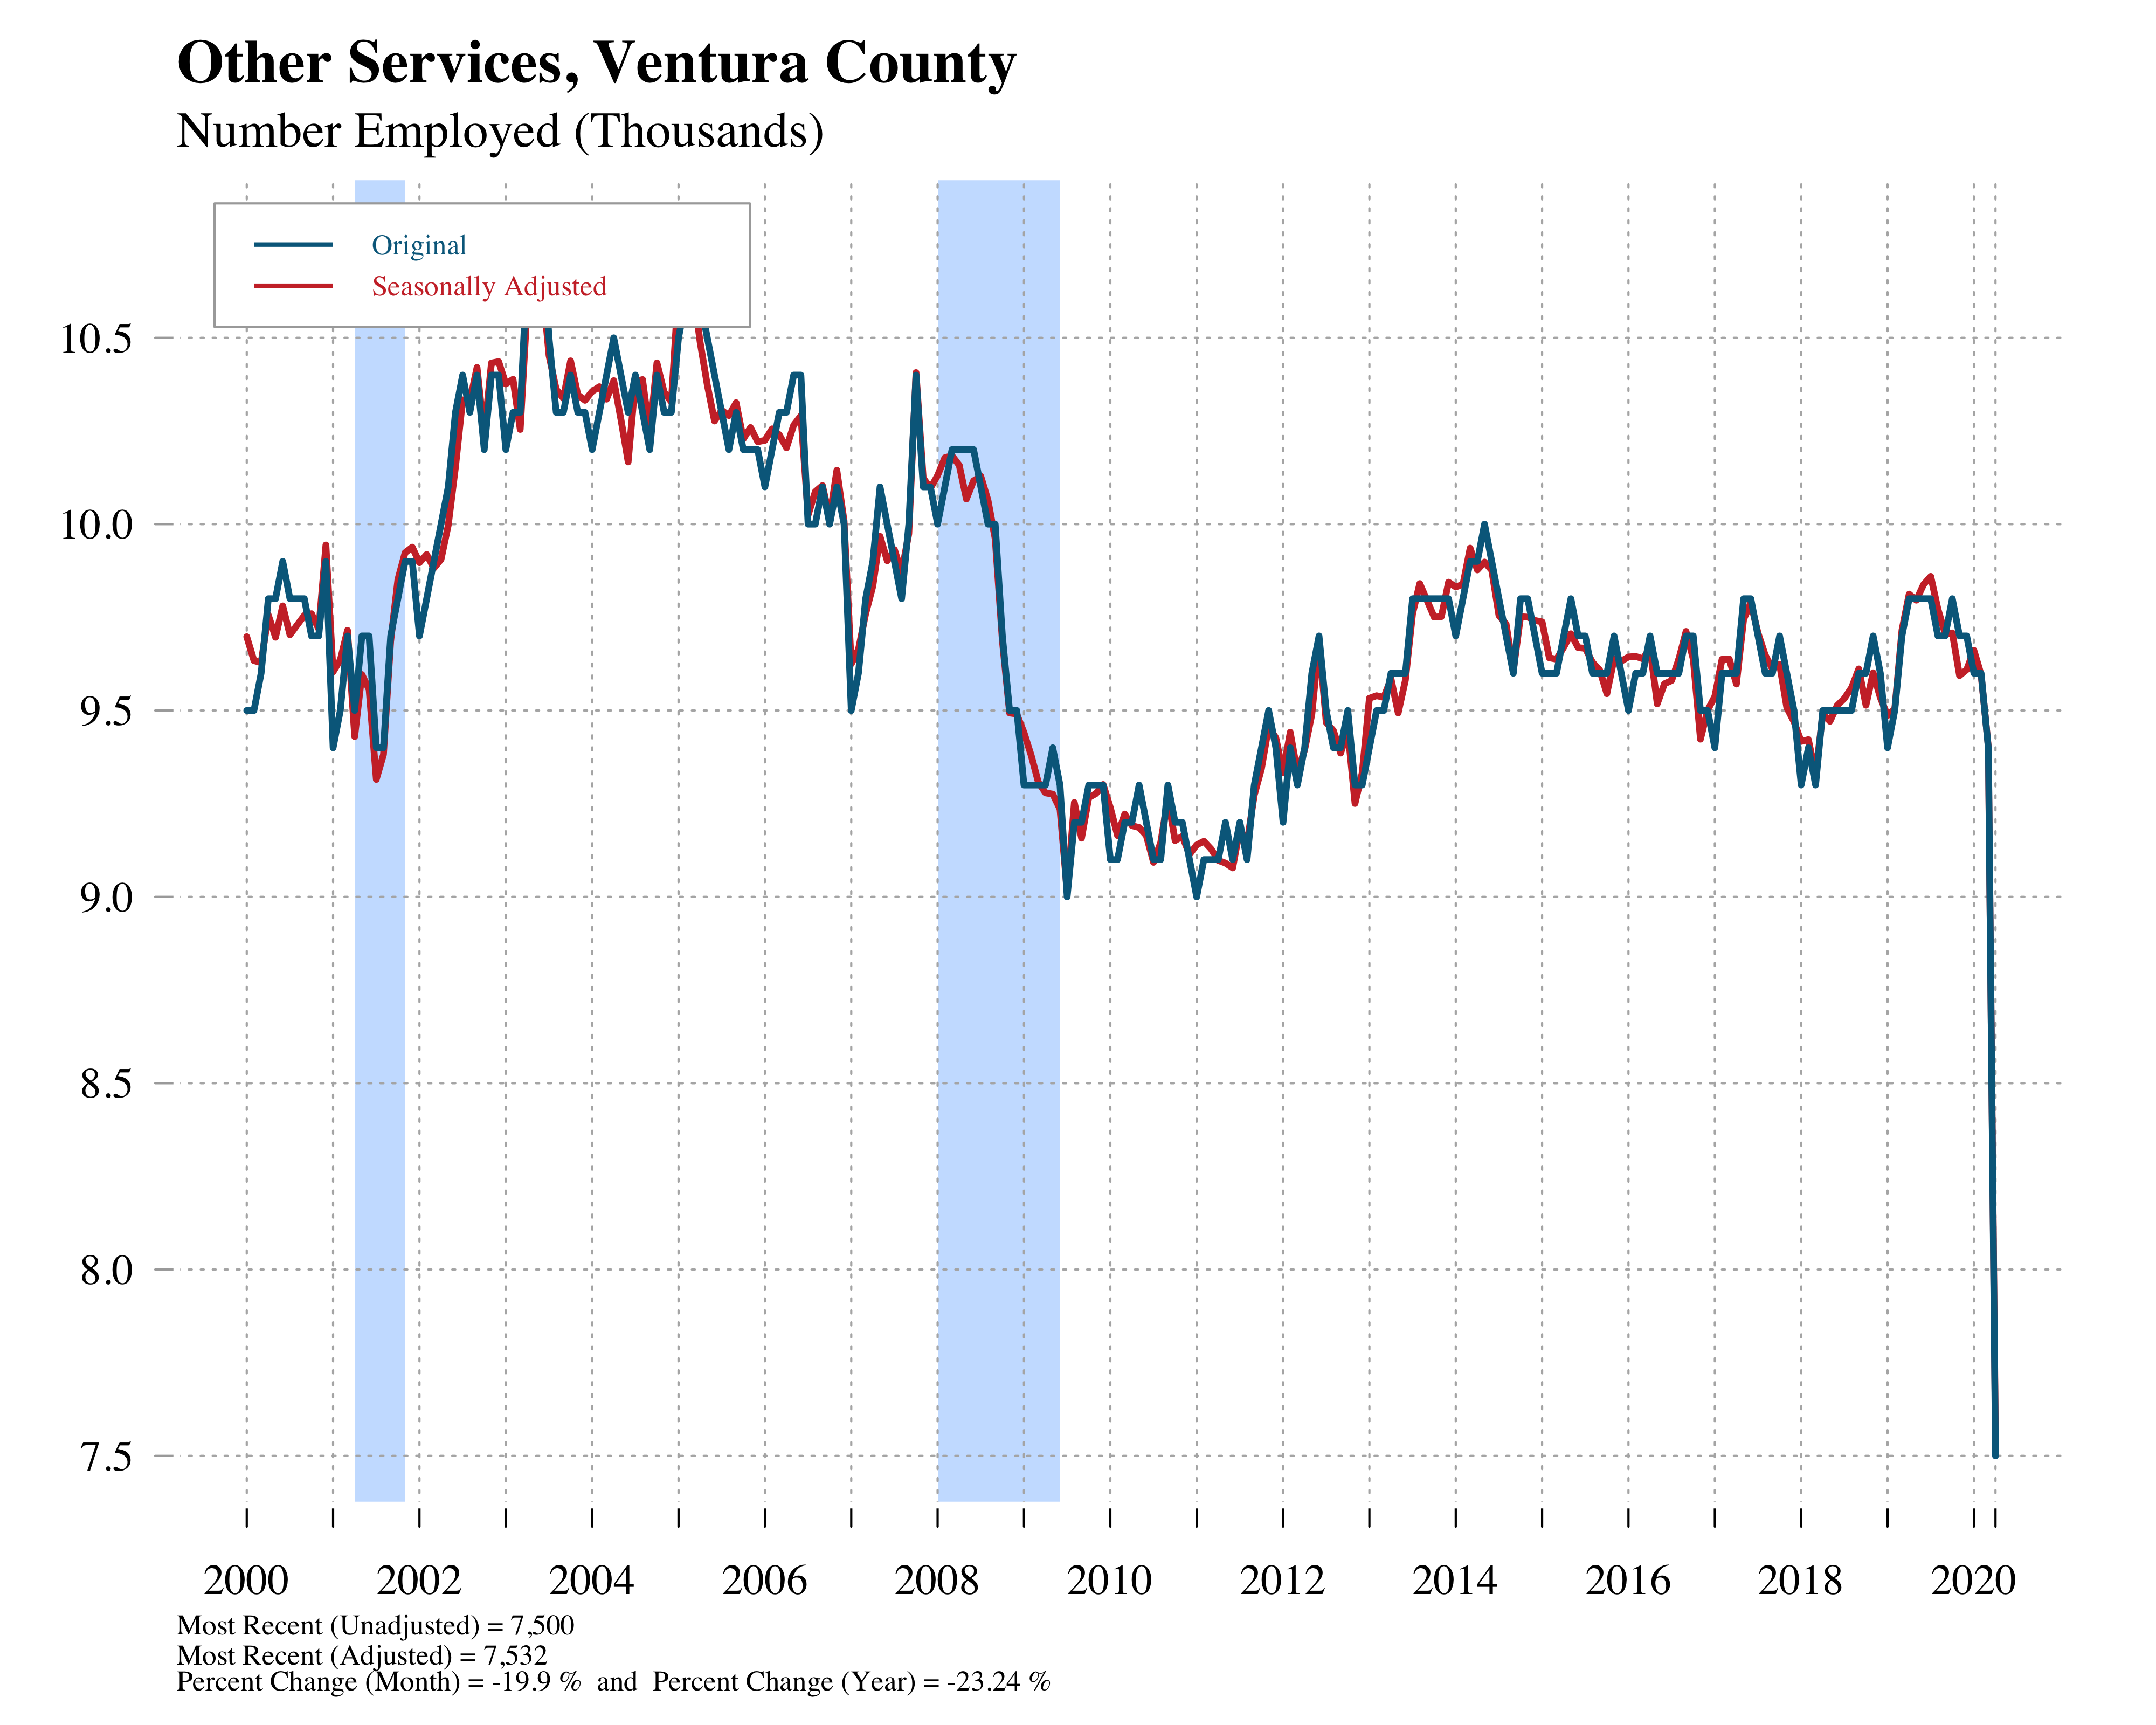 Other Services, Ventura County
Number Employed (Thousands)
Original
Seasonally Adjusted
10.5
10.0
9.5
9.0
8.5
8.0
7.5
2000 2002 2004 2006 2008 2010 2012 2014 2016 2018 2020
Most Recent (Unadjusted) = 7,500
Most Recent (Adjusted) = 7,532
Percent Change (Month) = -19.9 % and Percent Change (Year) = -23.24 %